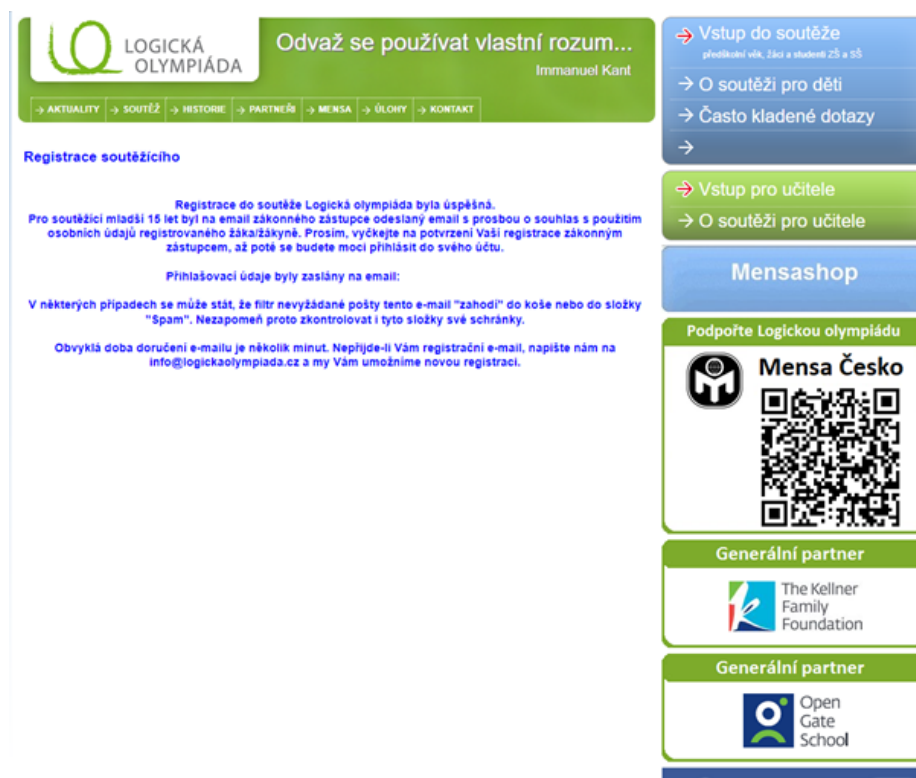 LOGICKÁ
OLYMPIÁDA
Odvaž se používat vlastní rozum...
Immanuel Kant
→ AKTUALITY → SOUTĚŽ → HISTORIE → PARTNEŘI → MENSA → ÚLOHY → KONTAKT
Registrace soutěžícího
Registrace do soutěže Logická olympiáda byla úspěšná.
Pro soutěžící mladší 15 let byl na email zákonného zástupce odeslaný email s prosbou o souhlas s použitím
osobních údajů registrovaného žáka/žákyně. Prosím, vyčkejte na potvrzení Vaší registrace zákonným
zástupcem, až poté se budete moci přihlásit do svého účtu.
Přihlašovací údaje byly zaslány na email:
V některých případech se může stát, že filtr nevyžádané pošty tento e-mail "zahodí" do koše nebo do složky
"Spam". Nezapomeň proto zkontrolovat i tyto složky své schránky.
Obvyklá doba doručení e-mailu je několik minut. Nepřijde-li Vám registrační e-mail, napište nám na
info@logickaolympiada.cz a my Vám umožníme novou registraci.
→ Vstup do soutěže
předškolní věk, žáci a studenti ZŠ a SŠ
→ O soutěži pro děti
→ Často kladené dotazy
→
→ Vstup pro učitele
→ O soutěži pro učitele
Mensashop
Podpořte Logickou olympiádu
Mensa Česko
Generální partner
The Kellner
Family
Foundation
Generální partner
Open
Gate
School